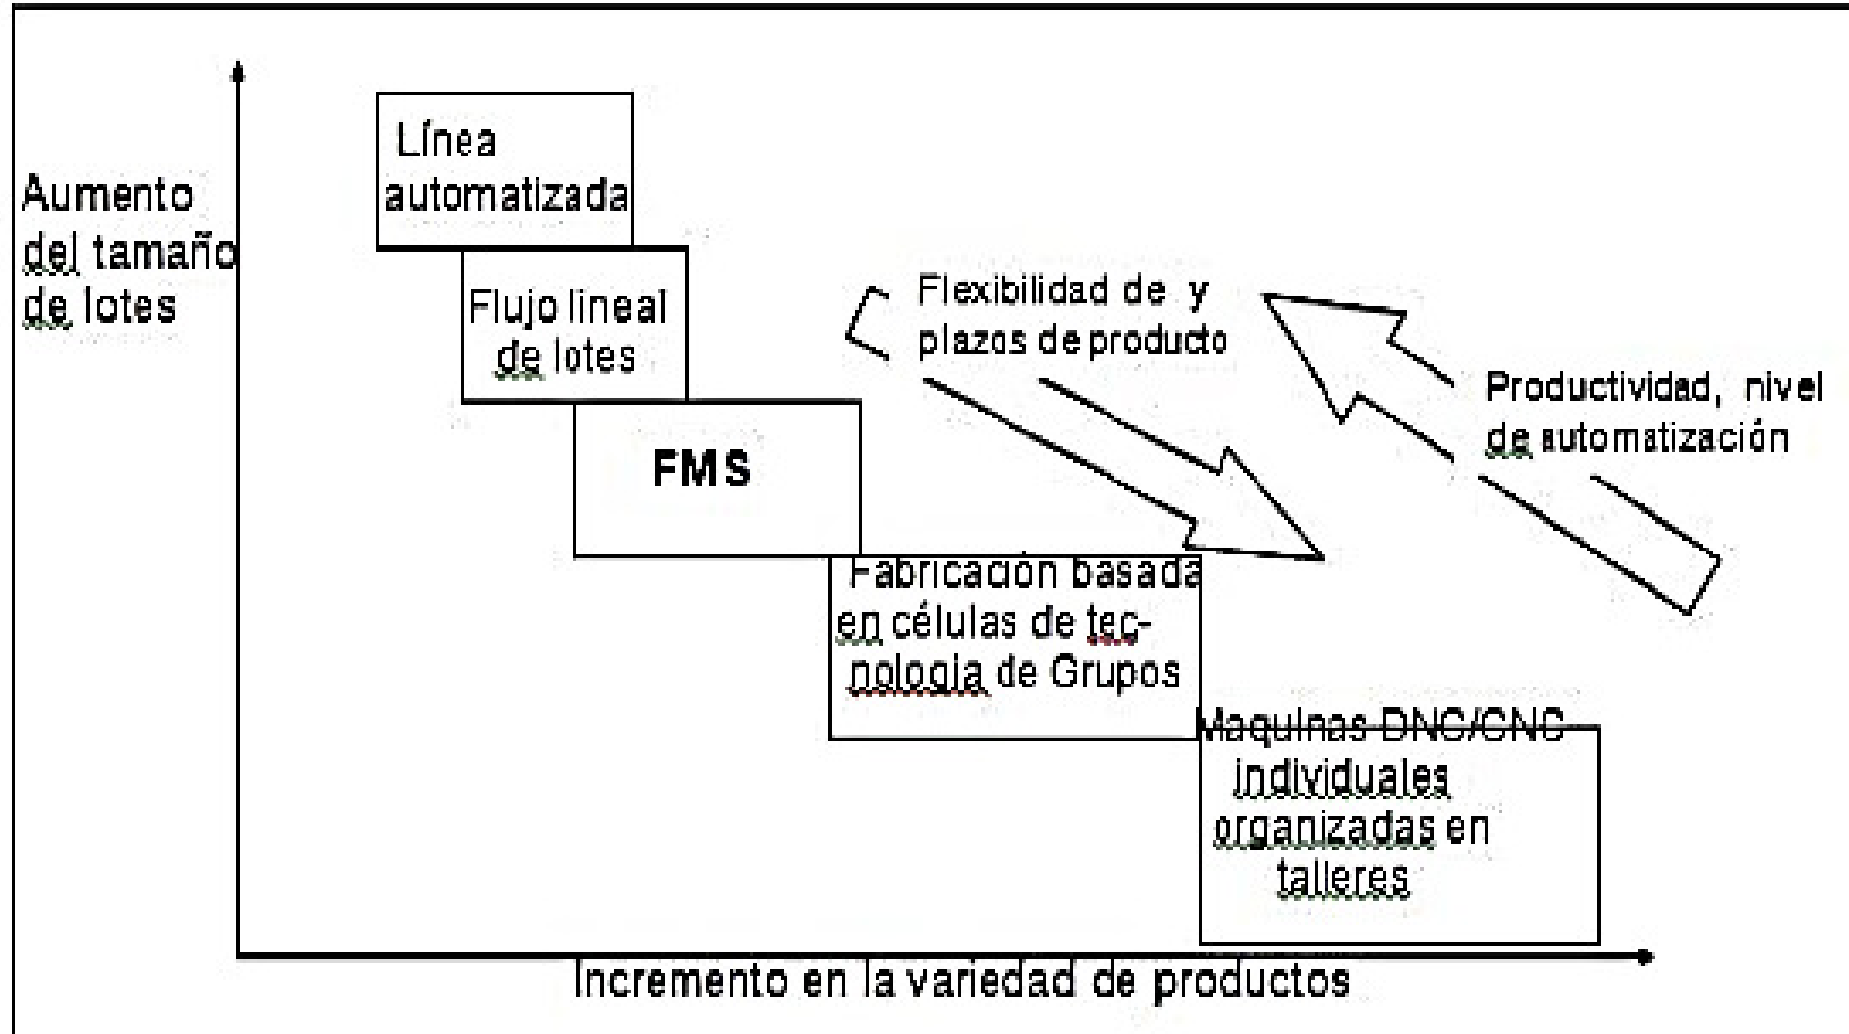 Línea
automatizada
Aumento
del tamaño
de lotes
Flujo lineal
de lotes
Flexibilidad de y
plazos de producto
Productividad, nivel
de automatización
FMS
Fabricación basada
en células de tec-
nologia de Grupos
Maquinas DNC/CNC
individuales
organizadas en
talleres
Incremento en la variedad de productos